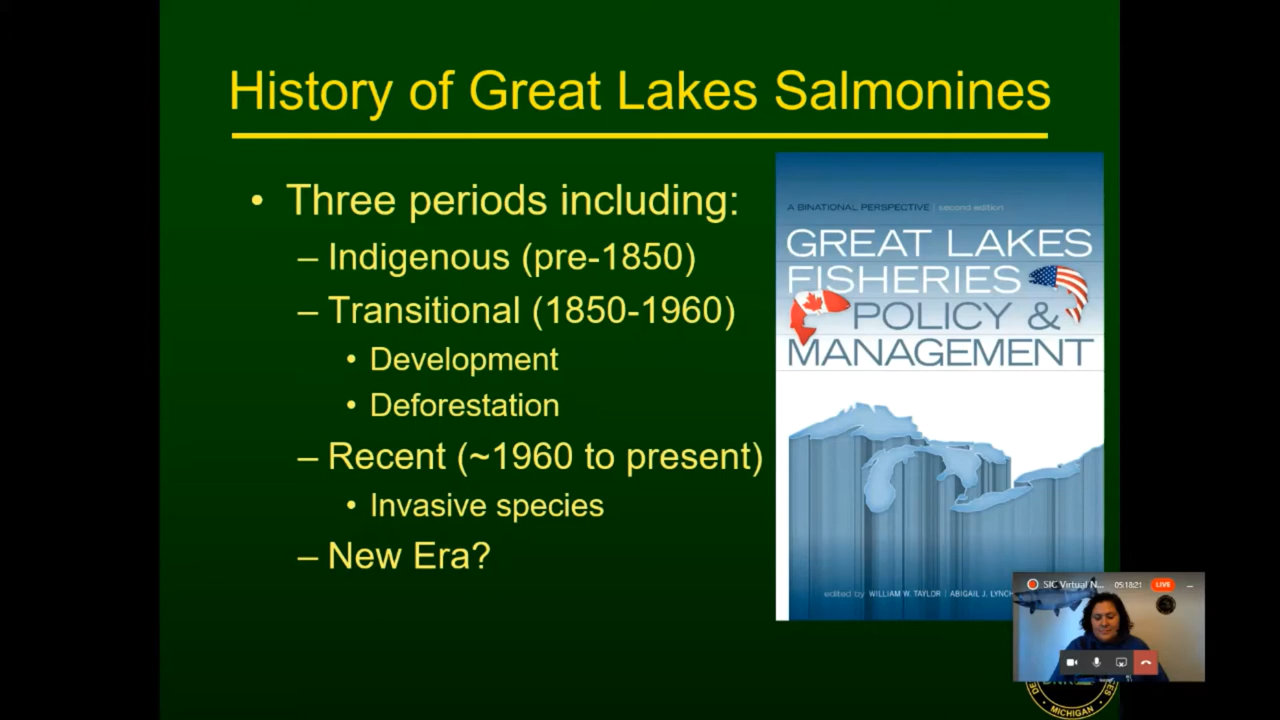 History of Great Lakes Salmonines
• Three periods including:
– Indigenous (pre-1850)
– Transitional (1850-1960)
• Development
• Deforestation
– Recent (~1960 to present)
• Invasive species
– New Era?
A BINATIONAL PERSPECTIVE second edition
GREAT LAKES
FISHERIES
POLICY &
MANAGEMENT
edited by WILLIAM W. TAYLOR | ABIGAIL J. LYNCH
SIC Virtual N... 05:18:21 LIVE ...
MICHIGAN